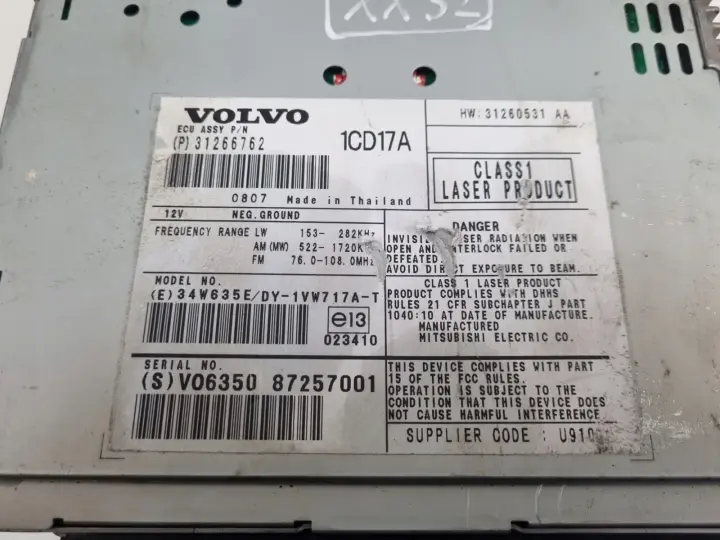 XX32
VOLVO
ECU ASSY P/N
(P) 31266762
1CD17A
HW: 31260531 AA
CLASS1
LASER PRODUCT
0807 Made in Thailand
12V NEG.GROUND
FREQUENCY RANGE LW 153- 282KHz
AM (MW) 522-1720K
FM 76.0-108.0MHz
DANGER
INVISI SER RADIATION WHEN
OPEN AND INTERLOCK FAILED OR
DEFEATED.
AVOID DIRECT EXPOSURE TO BEAM.
MODEL NO.
(E) 34W635E/DY-1VW717A-T
e13
023410
CLASS 1 LASER PRODUCT
PRODUCT COMPLIES WITH DHHS
RULES 21 CFR SUBCHAPTER J PART
1040:10 AT DATE OF MANUFACTURE.
MANUFACTURED
MITSUBISHI ELECTRIC CO.
SERIAL NO.
(S) V06350 87257001
THIS DEVICE COMPLIES WITH PART
15 OF THE FCC RULES.
OPERATION IS SUBJECT TO THE
CONDITION THAT THIS DEVICE DOES
NOT CAUSE HARMFUL INTERFERENCE
SUPPLIER CODE : U910